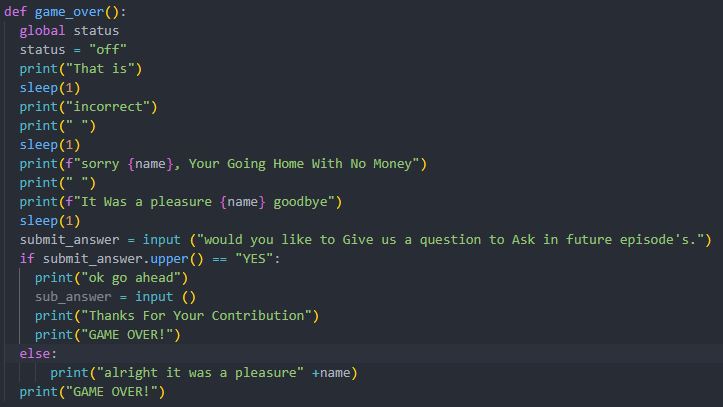 def game_over():
  global status
  status = "off"
  print("That is")
  sleep(1)
  print("incorrect")
  print(" ")
  sleep(1)
  print(f"sorry {name}, Your Going Home With No Money")
  print(" ")
  print(f"It Was a pleasure {name} goodbye")
  sleep(1)
  submit_answer = input ("would you like to Give us a question to Ask in future episode's.")
  if submit_answer.upper() == "YES":
    print("ok go ahead")
    sub_answer = input ()
    print("Thanks For Your Contribution")
    print("GAME OVER!")
  else:
      print("alright it was a pleasure" +name)
  print("GAME OVER!")